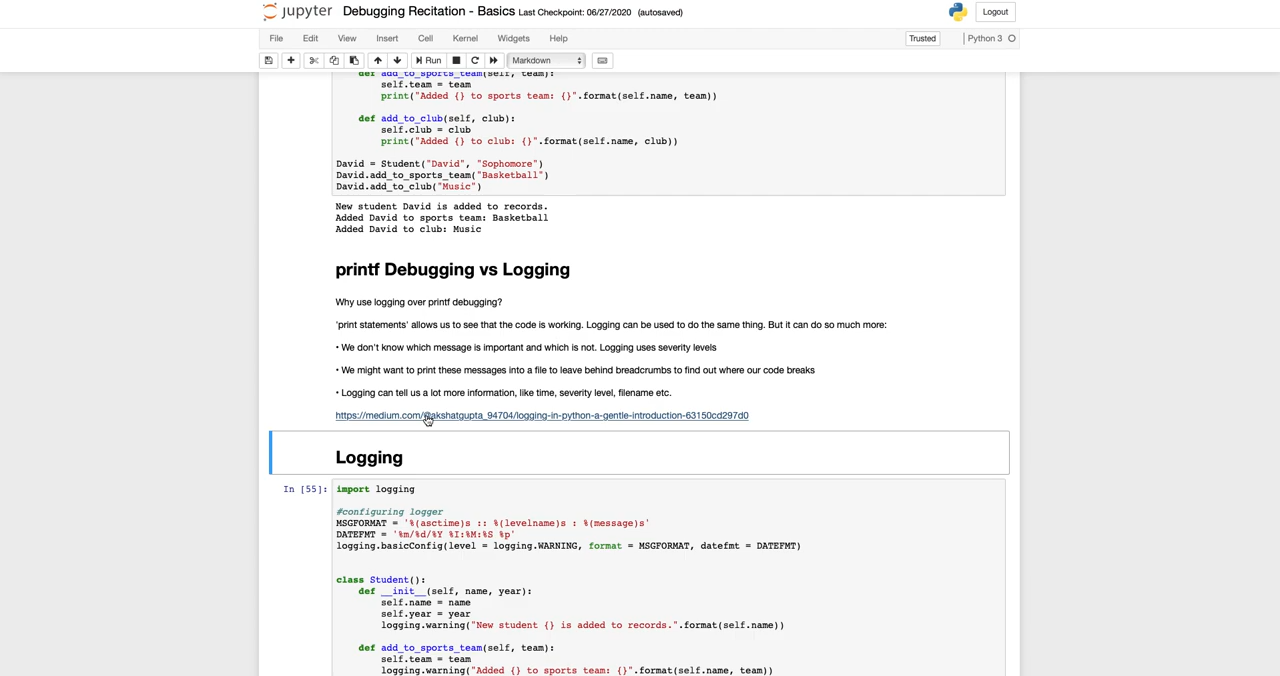 jupyter Debugging Recitation - Basics Last Checkpoint: 06/27/2020 (autosaved) Logout
File Edit View Insert Cell Kernel Widgets Help Trusted Python 3
Run Markdown
def add_to_sports_team(self, team):
self.team = team
print("Added {} to sports team: {}".format(self.name, team))
def add_to_club(self, club):
self.club = club
print("Added {} to club: {}".format(self.name, club))
David = Student("David", "Sophomore")
David.add_to_sports_team("Basketball")
David.add_to_club("Music")
New student David is added to records.
Added David to sports team: Basketball
Added David to club: Music
printf Debugging vs Logging
Why use logging over printf debugging?
'print statements' allows us to see that the code is working. Logging can be used to do the same thing. But it can do so much more:
• We don't know which message is important and which is not. Logging uses severity levels
• We might want to print these messages into a file to leave behind breadcrumbs to find out where our code breaks
• Logging can tell us a lot more information, like time, severity level, filename etc.
https://medium.com/@akshatgupta_94704/logging-in-python-a-gentle-introduction-63150cd297d0
Logging
In [55]: import logging
#configuring logger
MSGFORMAT = '%(asctime)s :: %(levelname)s : %(message)s'
DATEFMT = '%m/%d/%Y %I:%M:%S %p'
logging.basicConfig(level = logging.WARNING, format = MSGFORMAT, datefmt = DATEFMT)
class Student():
def __init__(self, name, year):
self.name = name
self.year = year
logging.warning("New student {} is added to records.".format(self.name))
def add_to_sports_team(self, team):
self.team = team
logging.warning("Added {} to sports team: {}".format(self.name, team))